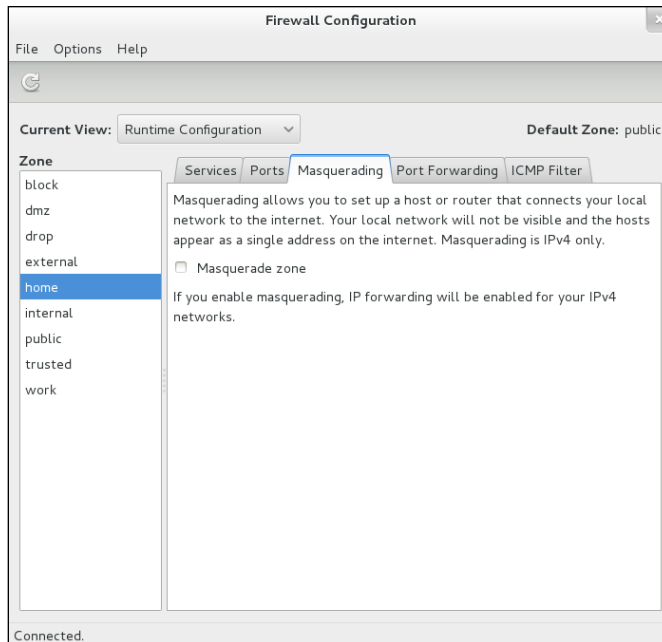 Firewall Configuration
File Options Help
Current View: Runtime Configuration
Default Zone: public
Zone
block
dmz
drop
external
home
internal
public
trusted
work
Services Ports Masquerading Port Forwarding ICMP Filter
Masquerading allows you to set up a host or router that connects your local
network to the internet. Your local network will not be visible and the hosts
appear as a single address on the internet. Masquerading is IPv4 only.
Masquerade zone
If you enable masquerading, IP forwarding will be enabled for your IPv4
networks.
Connected.